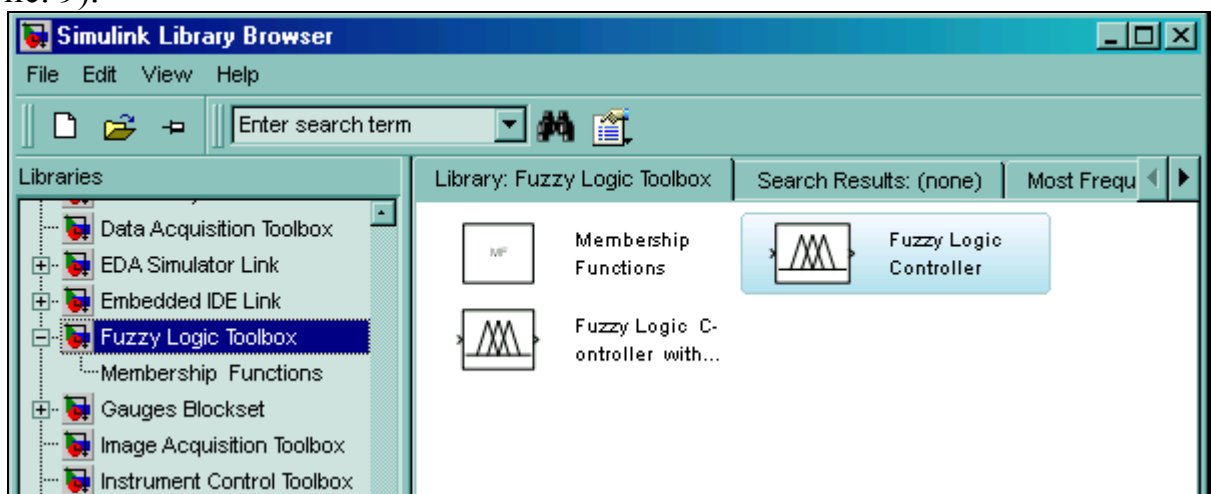 ис. 9).
Simulink Library Browser
File Edit View Help
Enter search term
Libraries
Library: Fuzzy Logic Toolbox
Search Results: (none)
Most Frequ
Data Acquisition Toolbox
EDA Simulator Link
Embedded IDE Link
Fuzzy Logic Toolbox
Membership Functions
Gauges Blockset
Image Acquisition Toolbox
Instrument Control Toolbox
MF
Membership
Functions
Fuzzy Logic
Controller
Fuzzy Logic C-
ontroller with...